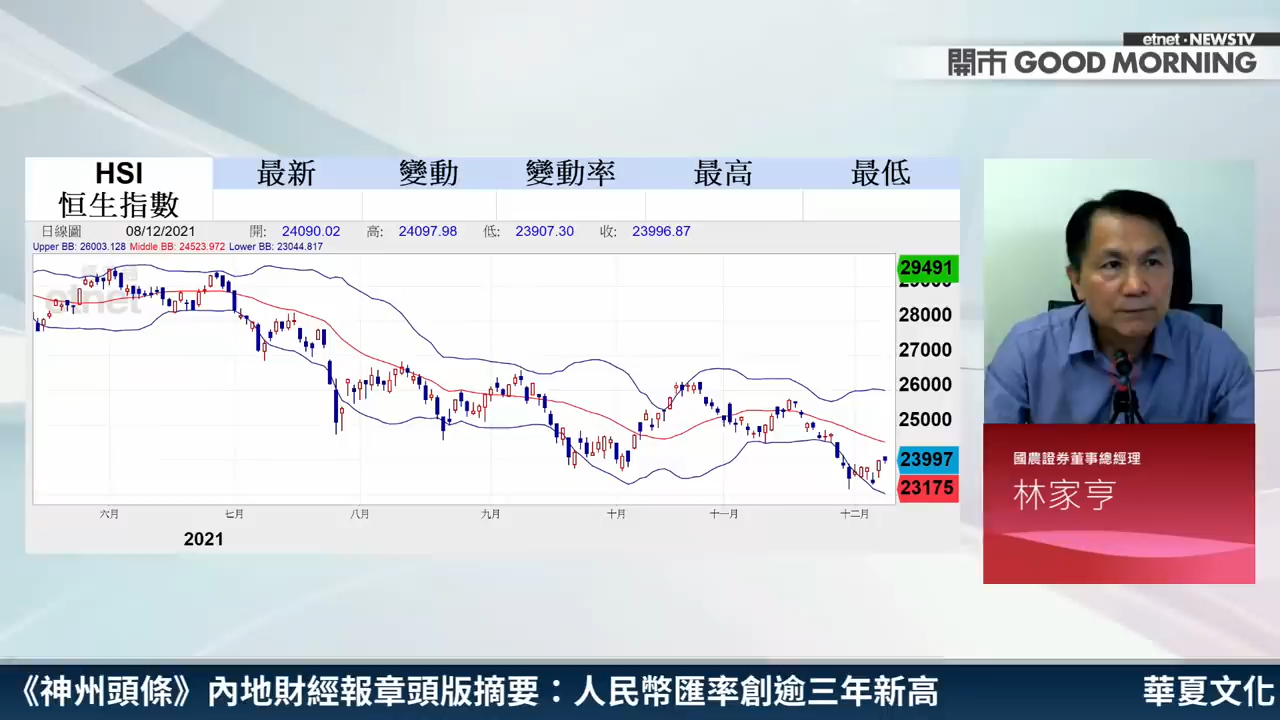 etnet · NEWSTV
開市 GOOD MORNING
HSI
恒生指數
最新 變動 變動率 最高 最低
日線圖 08/12/2021 開: 24090.02 高: 24097.98 低: 23907.30 收: 23996.87
Upper BB: 26003.128 Middle BB: 24523.972 Lower BB: 23044.817
etnet
29491
29000
28000
27000
26000
25000
23997
23175
六月 七月 八月 九月 十月 十一月 十二月
2021
國農證券董事總經理
林家亨
《神州頭條》內地財經報章頭版摘要：人民幣匯率創逾三年新高 華夏文化